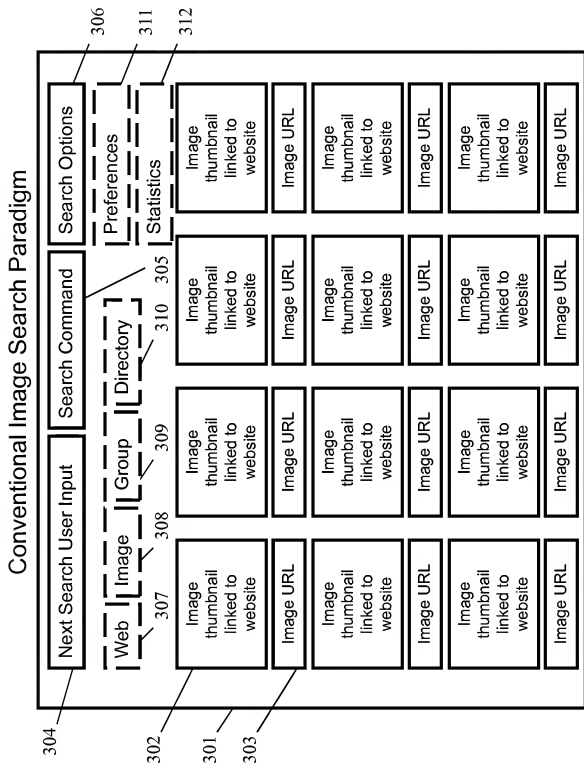 Conventional Image Search Paradigm
304
Next Search User Input
Search Command
Search Options
306
Web
Image
Group
Directory
305
Preferences
311
307
308
309
310
Statistics
312
302
Image
thumbnail
linked to
website
Image
thumbnail
linked to
website
Image
thumbnail
linked to
website
Image
thumbnail
linked to
website
301
303
Image URL
Image URL
Image URL
Image URL
Image
thumbnail
linked to
website
Image
thumbnail
linked to
website
Image
thumbnail
linked to
website
Image
thumbnail
linked to
website
Image URL
Image URL
Image URL
Image URL
Image
thumbnail
linked to
website
Image
thumbnail
linked to
website
Image
thumbnail
linked to
website
Image
thumbnail
linked to
website
Image URL
Image URL
Image URL
Image URL